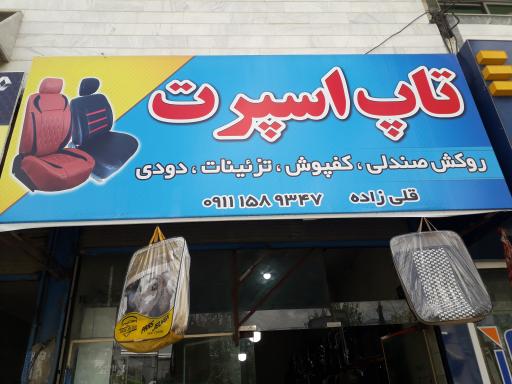 تاپ اسپرت
روکش صندلی ، کفپوش ، تزئینات ، دودی
قلی زاده ۰۹۱۱ ۱۵۸ ۹۳۴۷